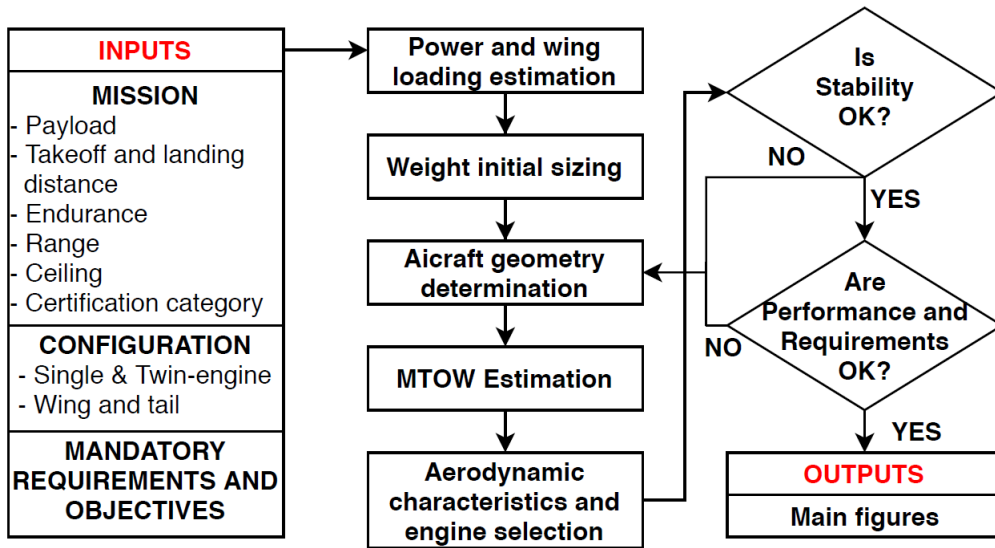 INPUTS
MISSION
- Payload
- Takeoff and landing
distance
- Endurance
- Range
- Ceiling
- Certification category
CONFIGURATION
- Single & Twin-engine
- Wing and tail
MANDATORY
REQUIREMENTS AND
OBJECTIVES
Power and wing
loading estimation
Weight initial sizing
Aicraft geometry
determination
MTOW Estimation
Aerodynamic
characteristics and
engine selection
Is
Stability
OK?
NO
YES
Are
Performance and
Requirements
OK?
NO
YES
OUTPUTS
Main figures